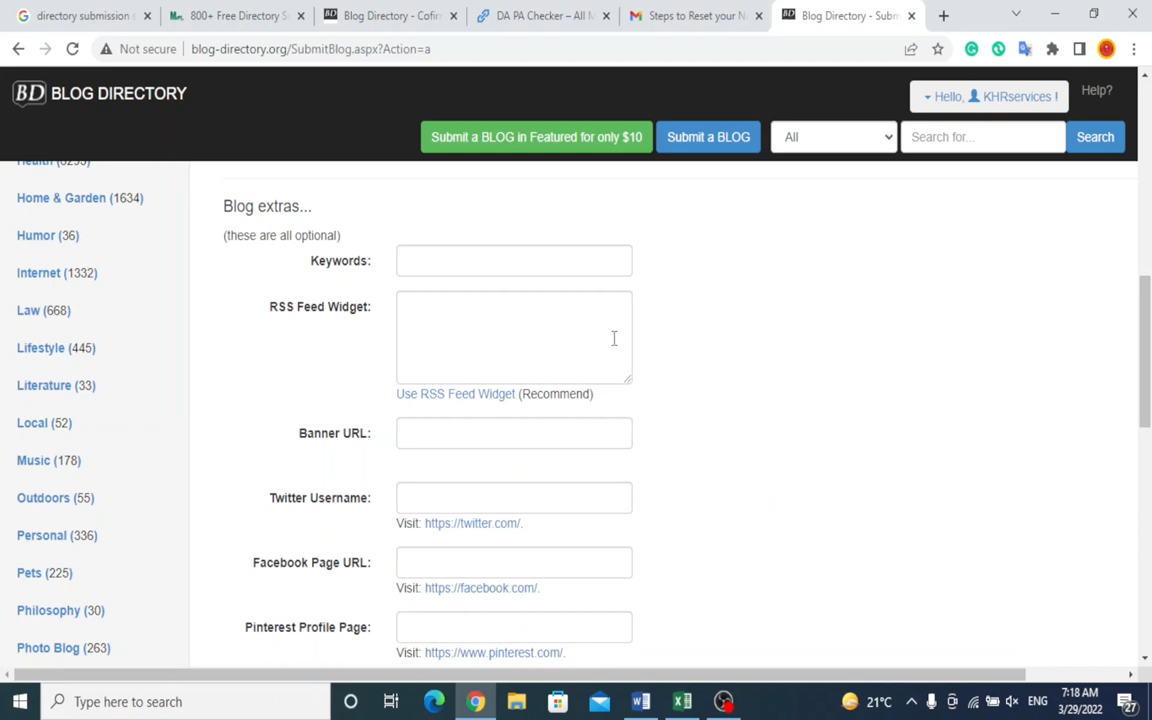 directory submission s
800+ Free Directory S
Blog Directory - Cofirm
DA PA Checker – All M
Steps to Reset your N
Blog Directory - Subm
Not secure
blog-directory.org/SubmitBlog.aspx?Action=a
BD BLOG DIRECTORY
Hello, KHRservices !
Help?
Submit a BLOG in Featured for only $10
Submit a BLOG
All
Search for...
Search
Home & Garden (1634)
Humor (36)
Internet (1332)
Law (668)
Lifestyle (445)
Literature (33)
Local (52)
Music (178)
Outdoors (55)
Personal (336)
Pets (225)
Philosophy (30)
Photo Blog (263)
Blog extras...
(these are all optional)
Keywords:
RSS Feed Widget:
Use RSS Feed Widget (Recommend)
Banner URL:
Twitter Username:
Visit: https://twitter.com/.
Facebook Page URL:
Visit: https://facebook.com/.
Pinterest Profile Page:
Visit: https://www.pinterest.com/.
Type here to search
21°C
ENG
7:18 AM
3/29/2022
27